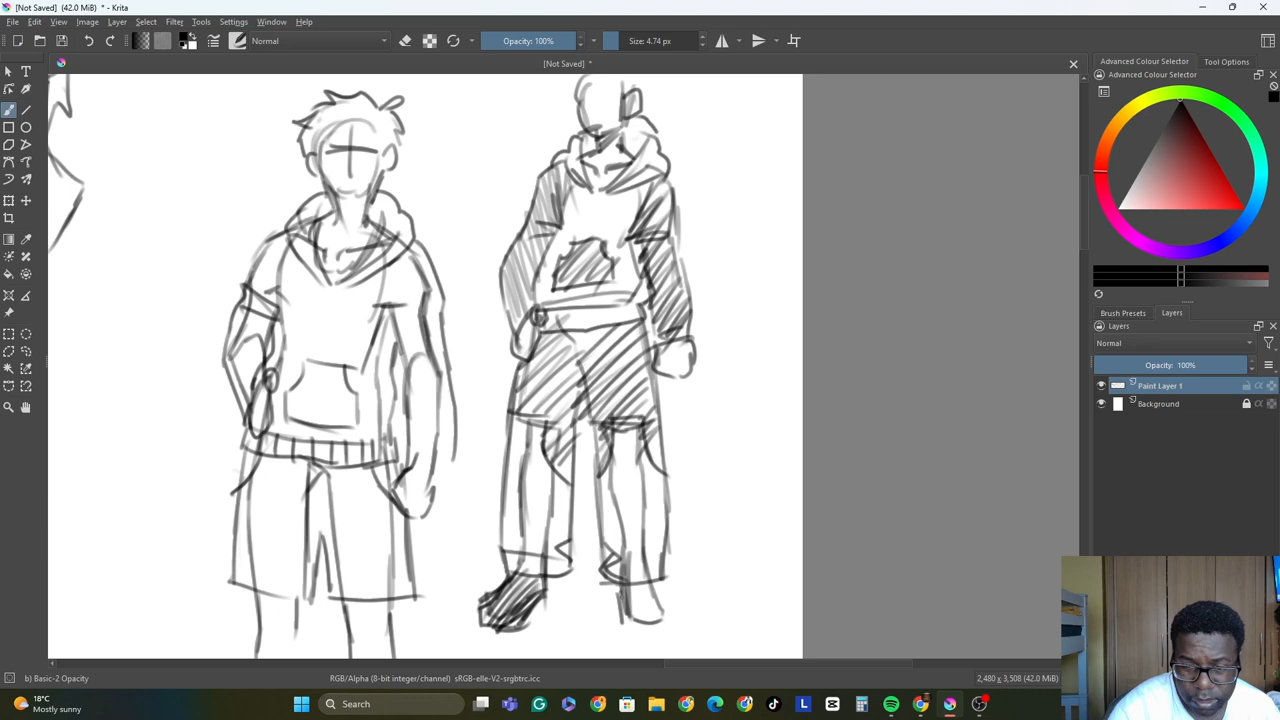 [Not Saved] (42.0 MiB) * - Krita
File Edit View Image Layer Select Filter Tools Settings Window Help
Normal Opacity: 100% Size: 4.74 px
[Not Saved] *
Advanced Colour Selector Tool Options
Advanced Colour Selector
Brush Presets Layers
Layers
Normal
Opacity: 100%
Paint Layer 1
Background
b) Basic-2 Opacity RGB/Alpha (8-bit integer/channel) sRGB-elle-V2-srgbtrc.icc 2,480 x 3,508 (42.0 MiB)
18°C
Mostly sunny
Search